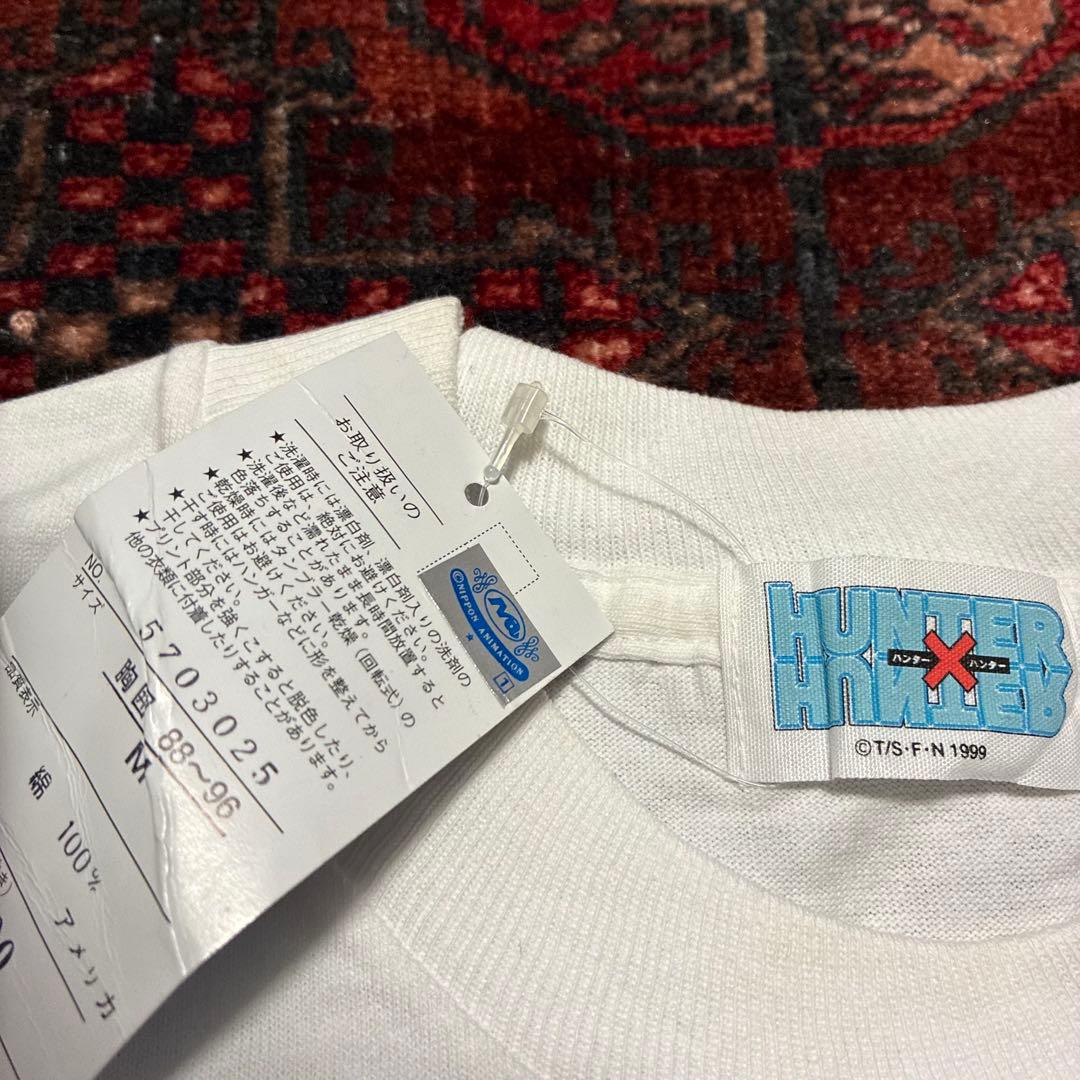 お取り扱いの
ご注意
★洗濯時には漂白剤、漂白剤入りの洗剤の
ご使用は、絶対にお避けください。
★洗濯後など濡れたまま長時間放置すると
色落ちすることがあります。
★乾燥時にはタンブラー乾燥（回転式）の
ご使用はお避けください。
★干す時にはハンガーなどに形を整えてから
干してください。
★プリント部分を強くこすると脱色したり、
他の衣類に付着したりすることがあります。
NO. 5703025
サイズ M
胸囲 88〜96
品質表示 綿 100% アメリカ
©NIPPON ANIMATION
1
HUNTER
ハンター×ハンター
HUNTER
©T/S・F・N 1999